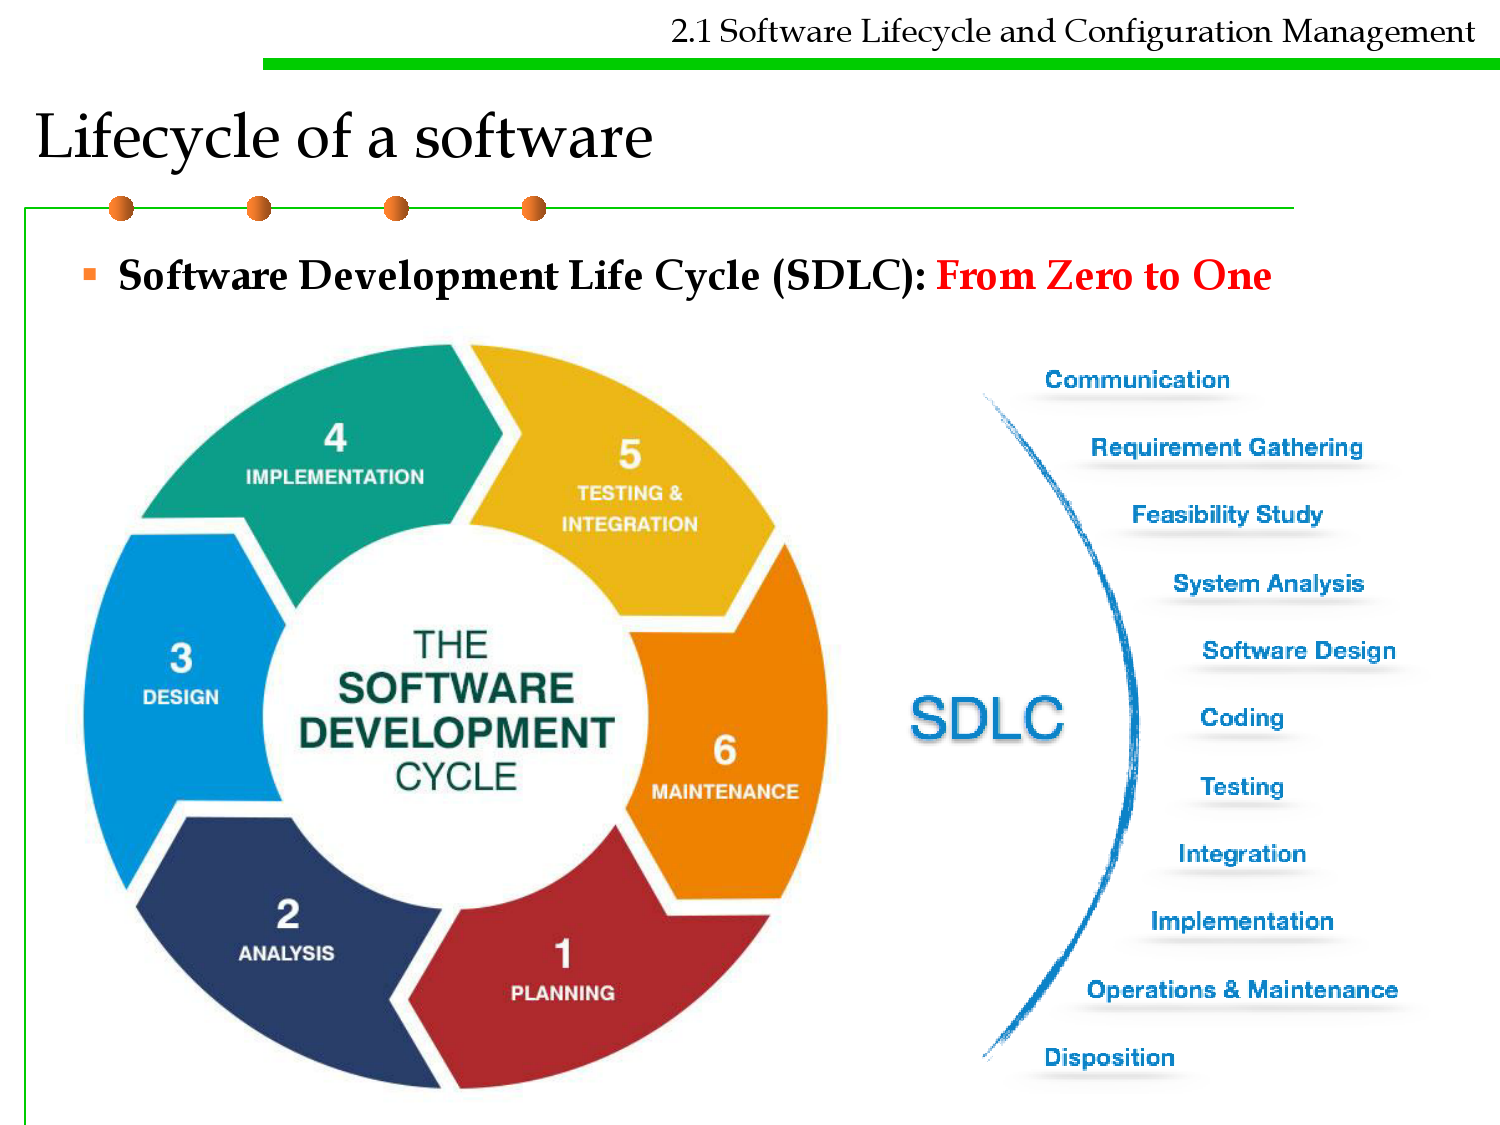 2.1 Software Lifecycle and Configuration Management
Lifecycle of a software
▪ Software Development Life Cycle (SDLC): From Zero to One
4
IMPLEMENTATION
5
TESTING &
INTEGRATION
3
DESIGN
THE
SOFTWARE
DEVELOPMENT
CYCLE
6
MAINTENANCE
2
ANALYSIS
1
PLANNING
SDLC
Communication
Requirement Gathering
Feasibility Study
System Analysis
Software Design
Coding
Testing
Integration
Implementation
Operations & Maintenance
Disposition